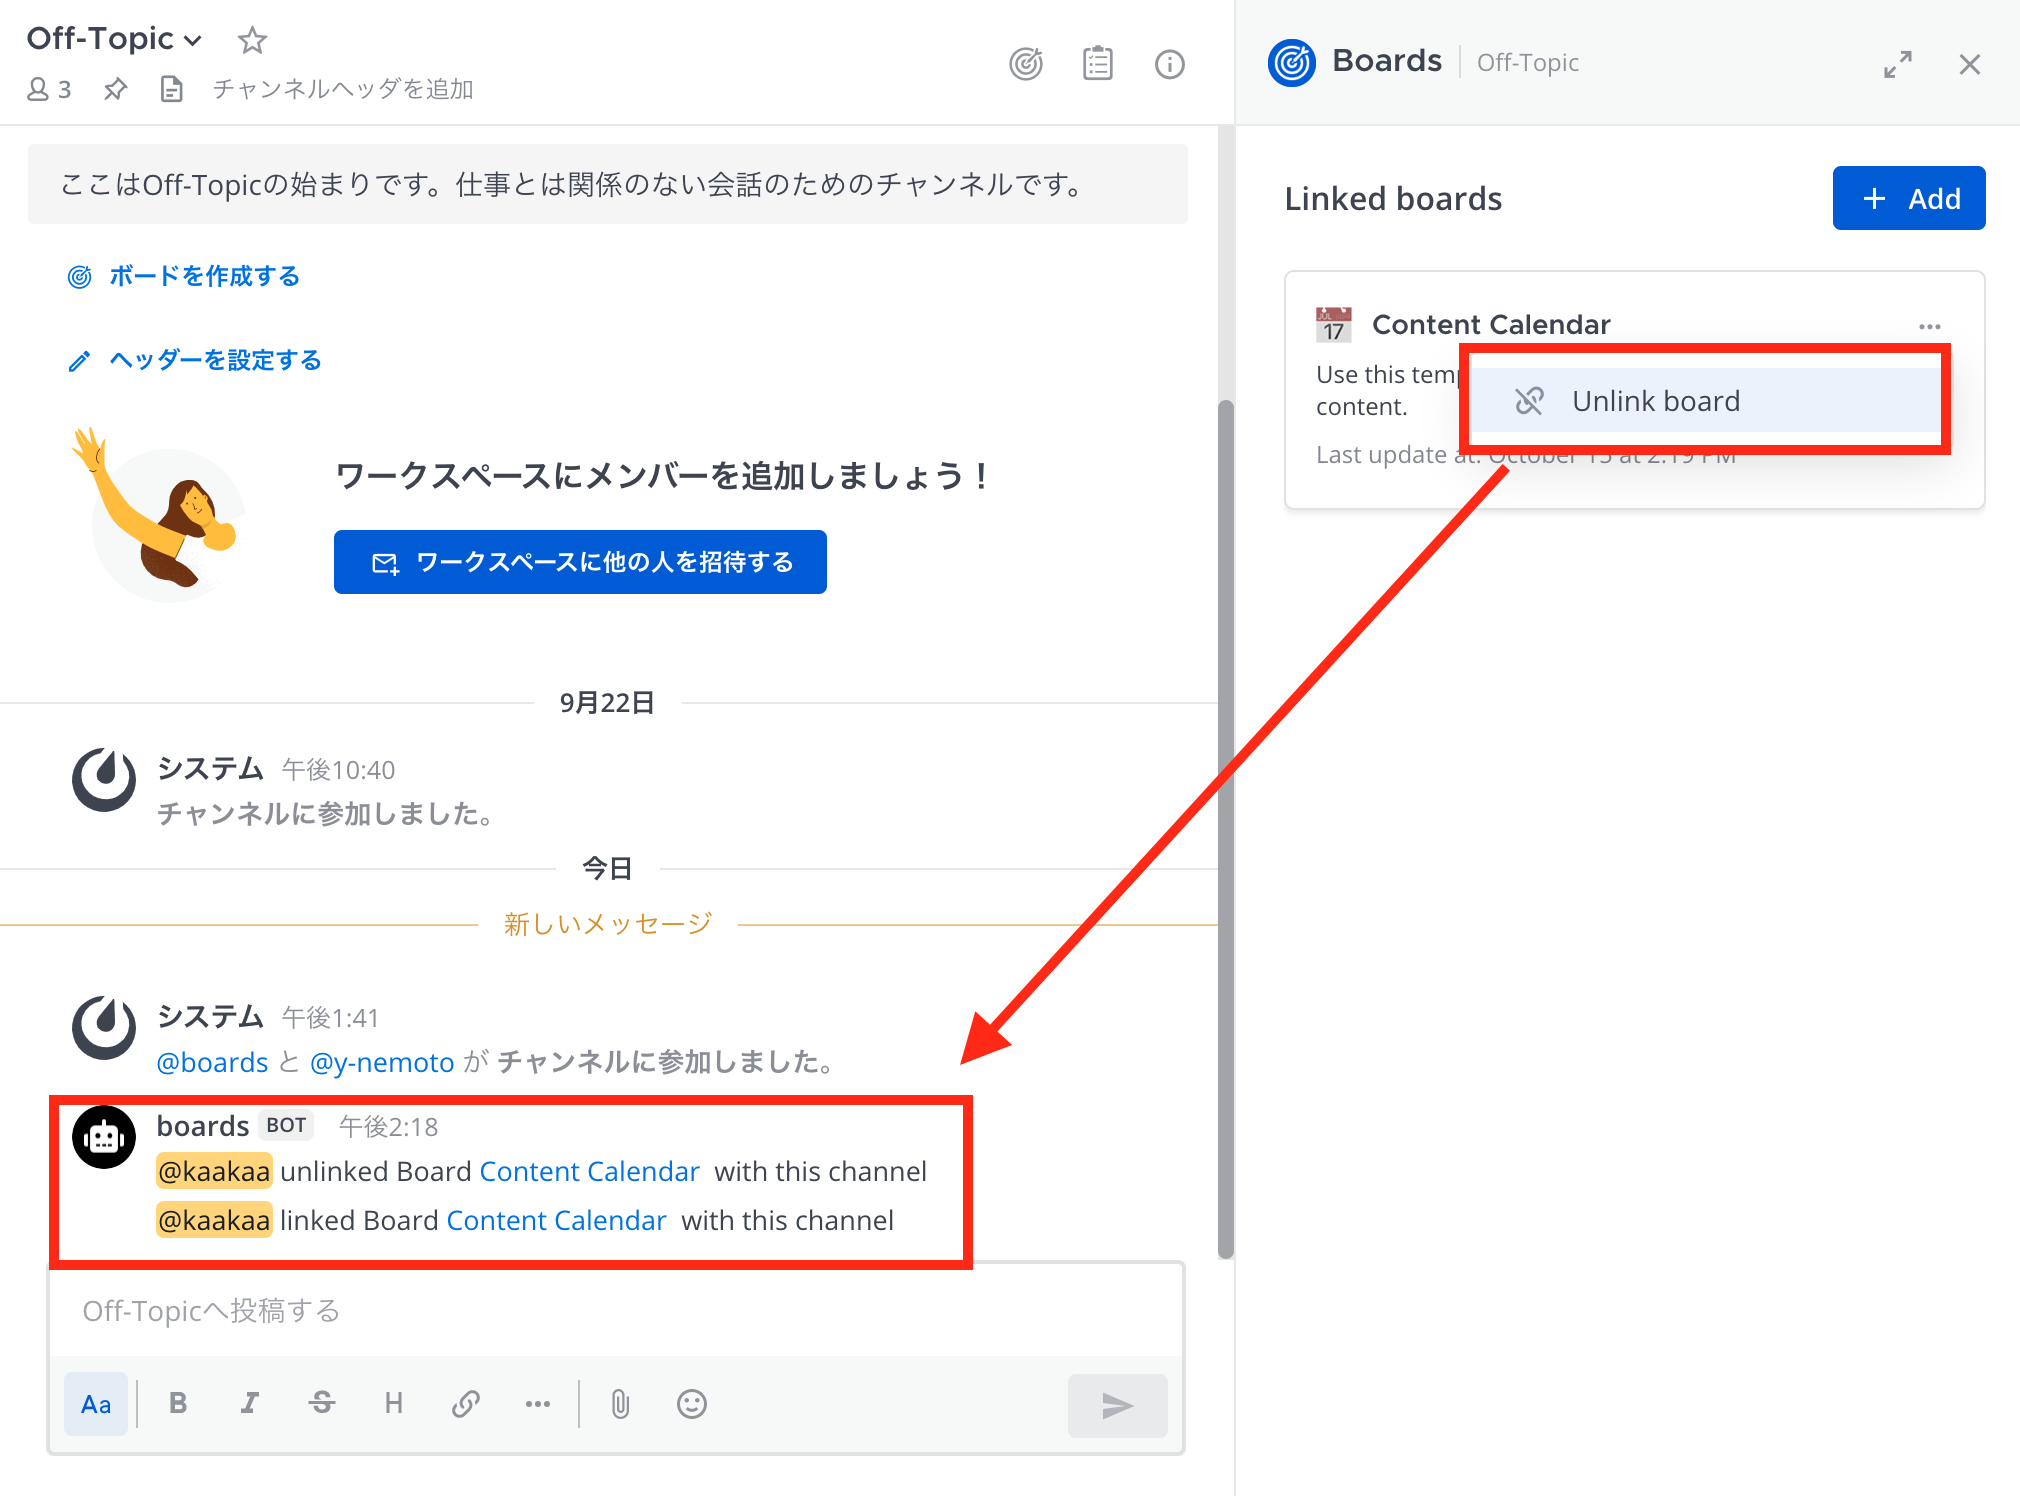 Off-Topic
3 チャンネルヘッダを追加
ここはOff-Topicの始まりです。仕事とは関係のない会話のためのチャンネルです。
ボードを作成する
ヘッダーを設定する
ワークスペースにメンバーを追加しましょう！
ワークスペースに他の人を招待する
9月22日
システム 午後10:40
チャンネルに参加しました。
今日
新しいメッセージ
システム 午後1:41
@boards と @y-nemoto が チャンネルに参加しました。
boards BOT 午後2:18
@kaakaa unlinked Board Content Calendar with this channel
@kaakaa linked Board Content Calendar with this channel
Off-Topicへ投稿する
Aa B I S H
Boards Off-Topic
Linked boards
+ Add
JUL 17 Content Calendar
Use this
content.
Unlink board
Last update at: October 15 at 2:19 PM